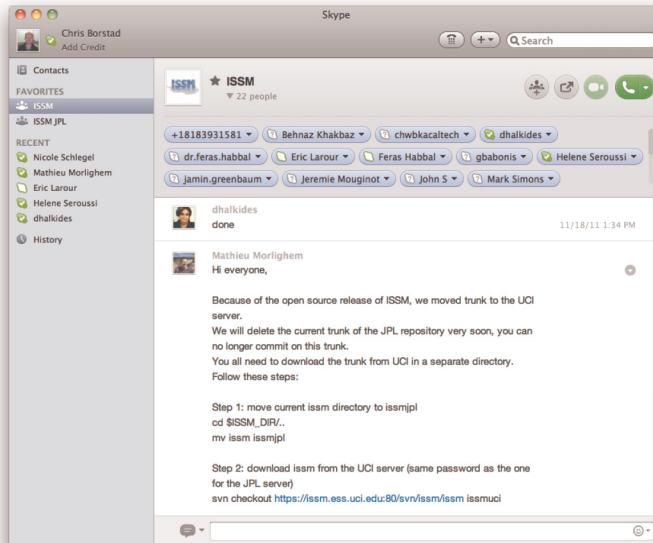 Skype
Chris Borstad
Add Credit
Search
Contacts
FAVORITES
ISSM
ISSM JPL
RECENT
Nicole Schlegel
Mathieu Morlighem
Eric Larour
Helene Seroussi
dhalkides
History
ISSM
ISSM
22 people
+18183931581
Behnaz Khakbaz
chwbkacaltech
dhalkides
dr.feras.habbal
Eric Larour
Feras Habbal
gbabonis
Helene Seroussi
jamin.greenbaum
Jeremie Mouginot
John S
Mark Simons
dhalkides
done
11/18/11 1:34 PM
Mathieu Morlighem
Hi everyone,
Because of the open source release of ISSM, we moved trunk to the UCI
server.
We will delete the current trunk of the JPL repository very soon, you can
no longer commit on this trunk.
You all need to download the trunk from UCI in a separate directory.
Follow these steps:
Step 1: move current issm directory to issmjpl
cd $ISSM_DIR/..
mv issm issmjpl
Step 2: download issm from the UCI server (same password as the one
for the JPL server)
svn checkout https://issm.ess.uci.edu:80/svn/issm/issm issmuci